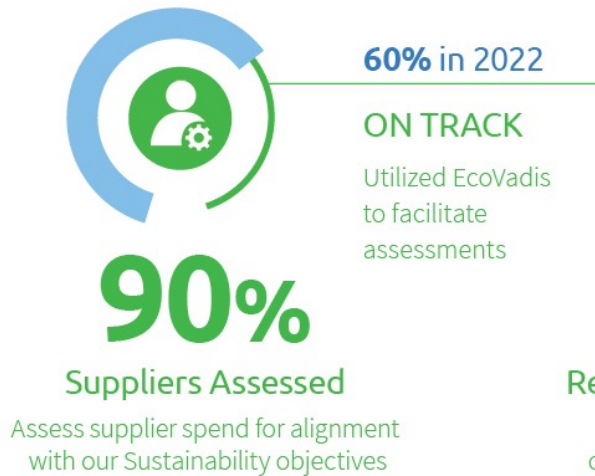 60% in 2022
ON TRACK
Utilized EcoVadis
to facilitate
assessments
90%
Suppliers Assessed
Assess supplier spend for alignment
with our Sustainability objectives